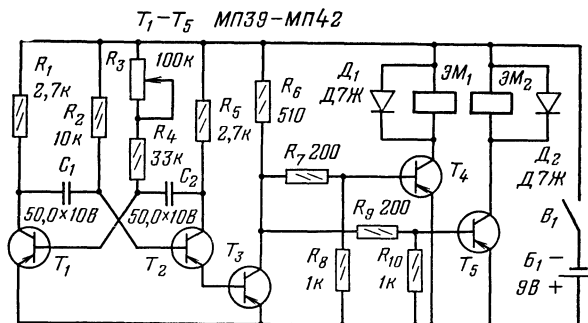 T₁–T₅ МП39–МП42
R₁
2,7к
R₂
10к
R₃
100к
R₄
33к
R₅
2,7к
R₆
510
Д₁
Д7Ж
ЭМ₁
ЭМ₂
Д₂
Д7Ж
C₁
50,0×10В
C₂
50,0×10В
R₇ 200
T₄
R₉ 200
T₁
T₂
T₃
R₈
1к
R₁₀
1к
T₅
В₁
Б₁ –
9В +